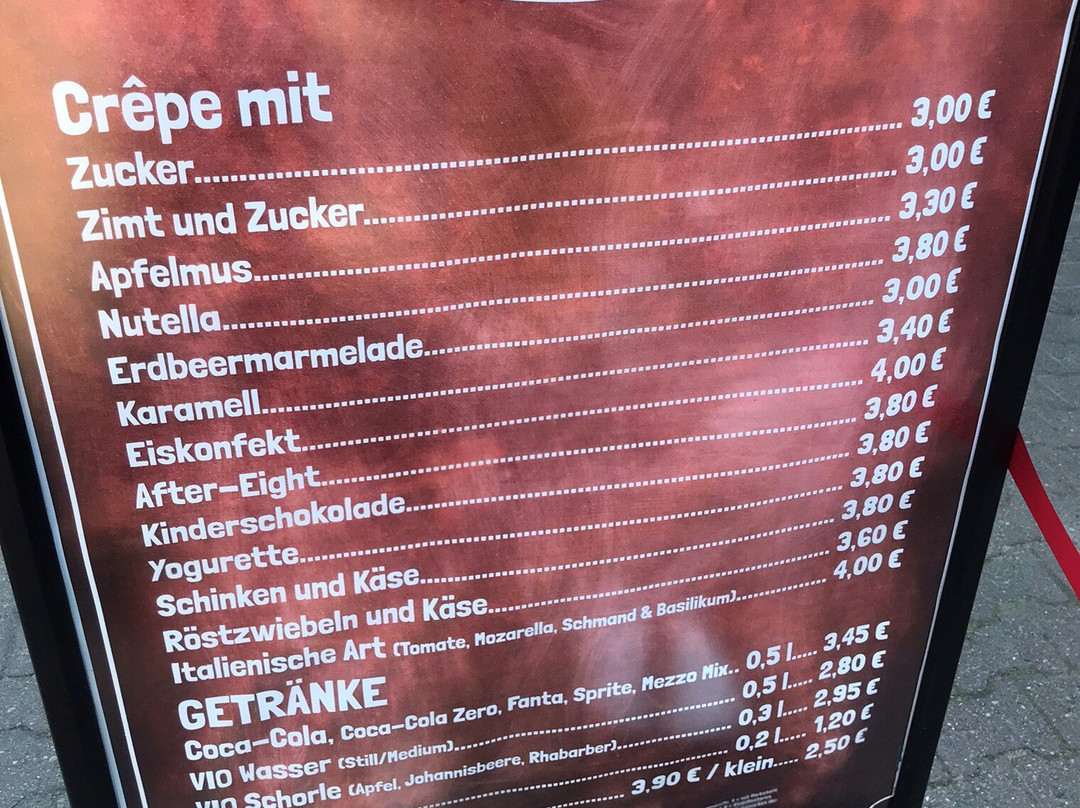 Crêpe mit
Zucker........ 3,00 €
Zimt und Zucker........ 3,00 €
Apfelmus........ 3,30 €
Nutella........ 3,80 €
Erdbeermarmelade........ 3,00 €
Karamell........ 3,40 €
Eiskonfekt........ 4,00 €
After-Eight........ 3,80 €
Kinderschokolade........ 3,80 €
Yogurette........ 3,80 €
Schinken und Käse........ 3,80 €
Röstzwiebeln und Käse........ 3,60 €
Italienische Art (Tomate, Mozarella, Schmand & Basilikum)........ 4,00 €
GETRÄNKE
Coca-Cola, Coca-Cola Zero, Fanta, Sprite, Mezzo Mix.. 0,5 l..... 3,45 €
VIO Wasser (Still/Medium)........ 0,5 l..... 2,80 €
VIO Schorle (Apfel, Johannisbeere, Rhabarber)........ 0,3 l..... 2,95 €
0,2 l..... 1,20 €
3,90 € / klein..... 2,50 €